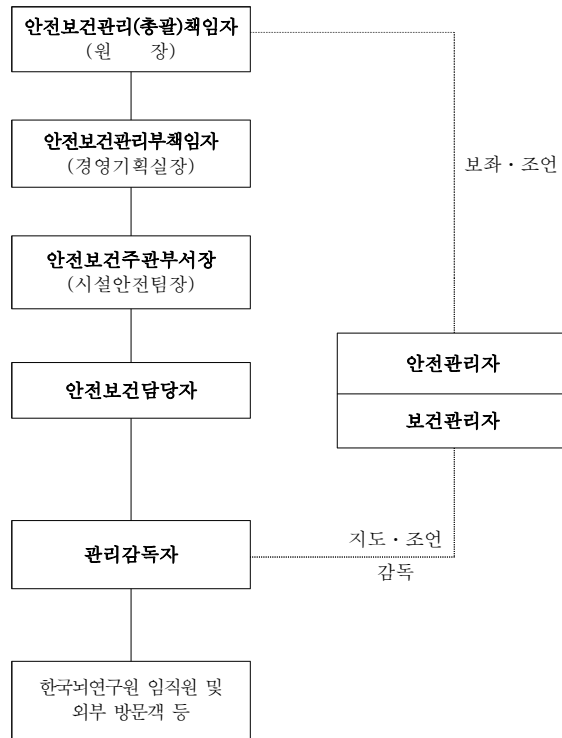 안전보건관리(총괄)책임자
(원 장)
안전보건관리부책임자
(경영기획실장)
보좌・조언
안전보건주관부서장
(시설안전팀장)
안전관리자
안전보건담당자
보건관리자
지도・조언
관리감독자
감독
한국뇌연구원 임직원 및
외부 방문객 등